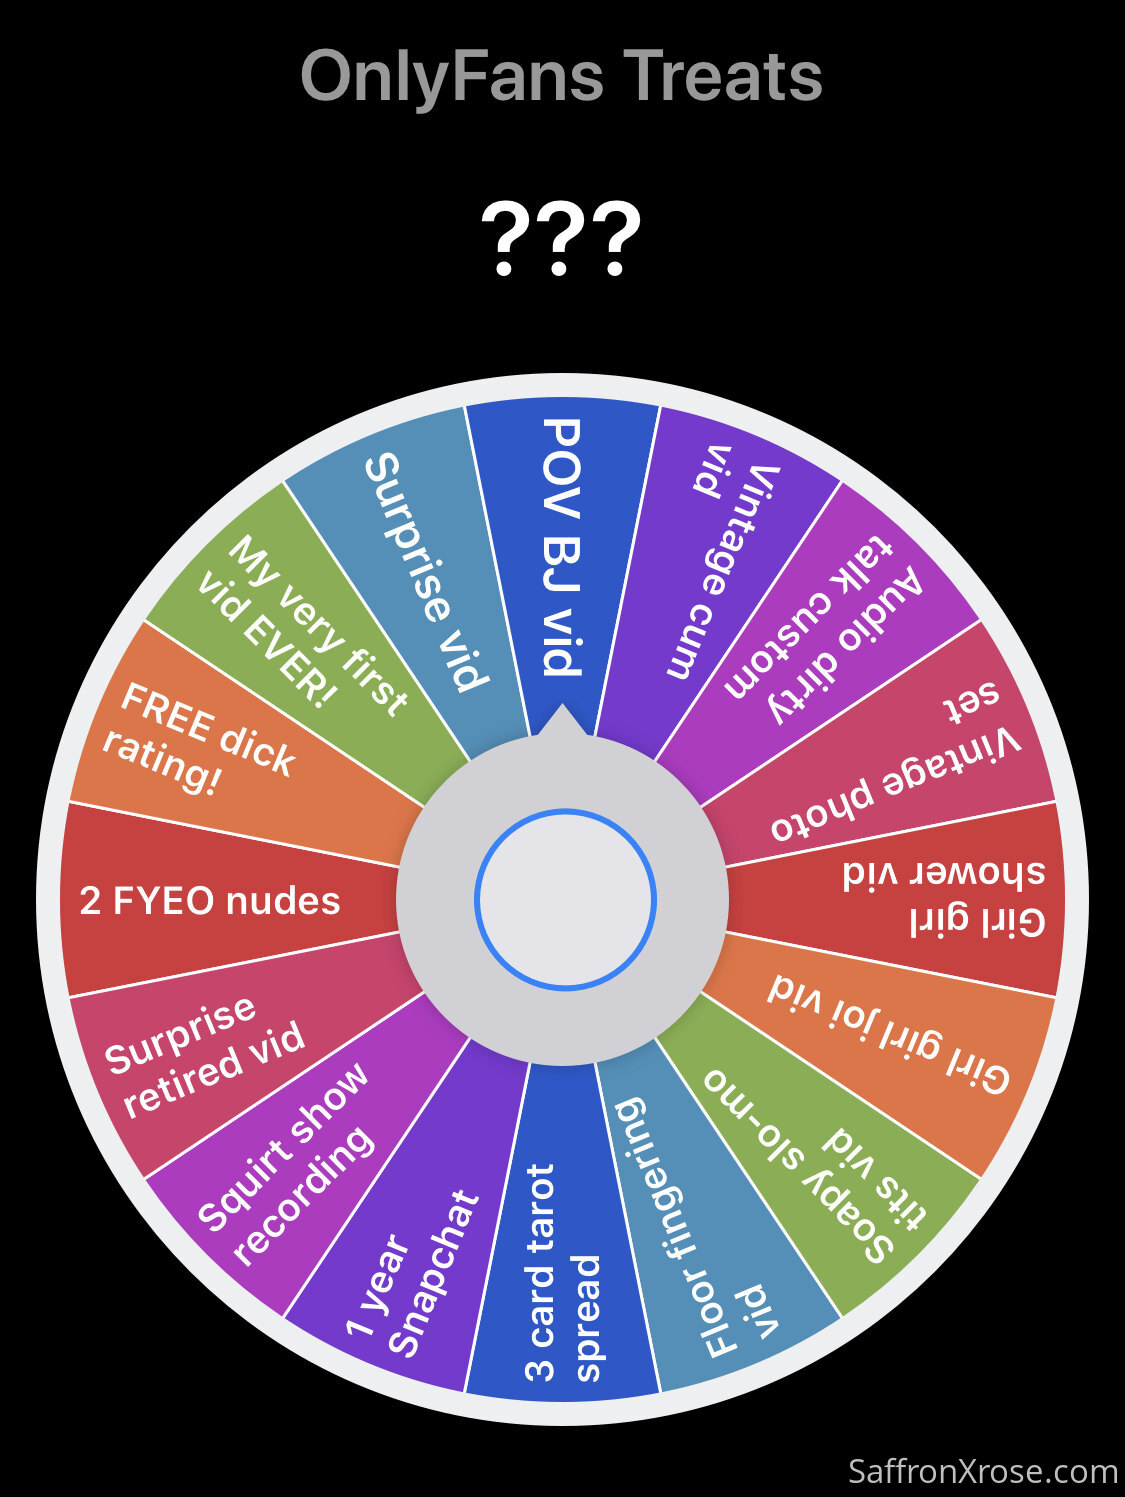 OnlyFans Treats
???
POV BJ vid
Vintage cum
vid
Audio dirty
talk custom
Vintage photo
set
Girl girl
shower vid
Girl girl joi vid
Soapy slo-mo
tits vid
Floor fingering
vid
3 card tarot
spread
1 year
Snapchat
Squirt show
recording
Surprise
retired vid
2 FYEO nudes
FREE dick
rating!
My very first
vid EVER!
Surprise vid
SaffronXrose.com